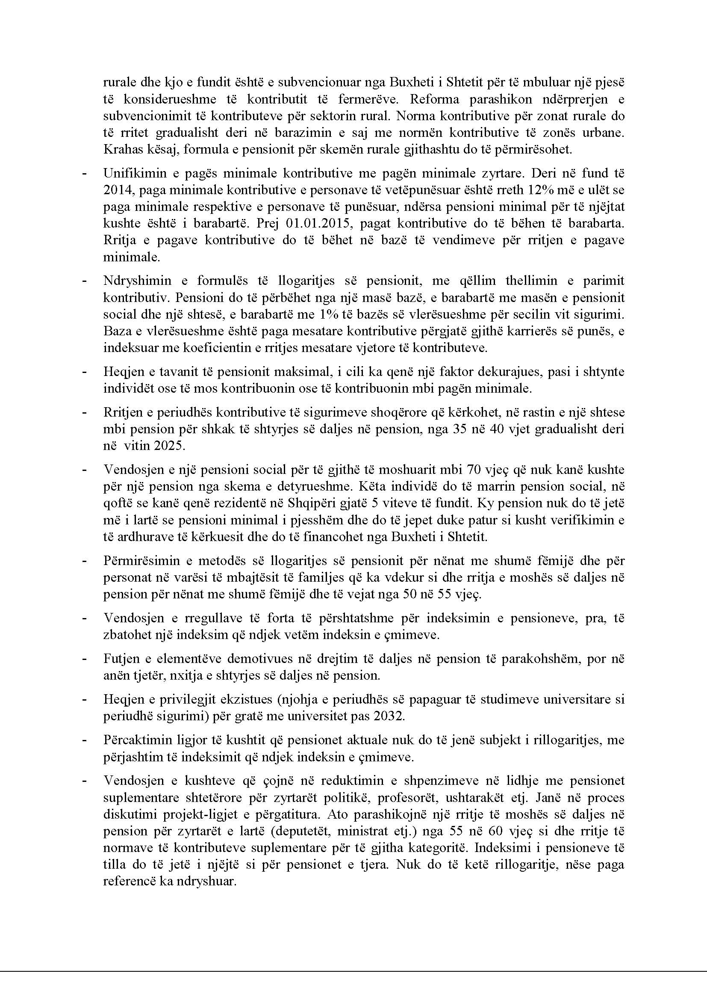 rurale dhe kjo e fundit është e subvencionuar nga Buxheti i Shtetit për të mbuluar një pjesë
të konsiderueshme të kontributit të fermerëve. Reforma parashikon ndërprerjen e
subvencionimit të kontributeve për sektorin rural. Norma kontributive për zonat rurale do
të rritet gradualisht deri në barazimin e saj me normën kontributive të zonës urbane.
Krahas kësaj, formula e pensionit për skemën rurale gjithashtu do të përmirësohet.
- Unifikimin e pagës minimale kontributive me pagën minimale zyrtare. Deri në fund të
2014, paga minimale kontributive e personave të vetëpunësuar është rreth 12% më e ulët se
paga minimale respektive e personave të punësuar, ndërsa pensioni minimal për të njëjtat
kushte është i barabartë. Prej 01.01.2015, pagat kontributive do të bëhen të barabarta.
Rritja e pagave kontributive do të bëhet në bazë të vendimeve për rritjen e pagave
minimale.
- Ndryshimin e formulës të llogaritjes së pensionit, me qëllim thellimin e parimit
kontributiv. Pensioni do të përbëhet nga një masë bazë, e barabartë me masën e pensionit
social dhe një shtesë, e barabartë me 1% të bazës së vlerësueshme për secilin vit sigurimi.
Baza e vlerësueshme është paga mesatare kontributive përgjatë gjithë karrierës së punës, e
indeksuar me koeficientin e rritjes mesatare vjetore të kontributeve.
- Heqjen e tavanit të pensionit maksimal, i cili ka qenë një faktor dekurajues, pasi i shtynte
individët ose të mos kontribuonin ose të kontribuonin mbi pagën minimale.
- Rritjen e periudhës kontributive të sigurimeve shoqërore që kërkohet, në rastin e një shtese
mbi pension për shkak të shtyrjes së daljes në pension, nga 35 në 40 vjet gradualisht deri
në  vitin 2025.
- Vendosjen e një pensioni social për të gjithë të moshuarit mbi 70 vjeç që nuk kanë kushte
për një pension nga skema e detyrueshme. Këta individë do të marrin pension social, në
qoftë se kanë qenë rezidentë në Shqipëri gjatë 5 viteve të fundit. Ky pension nuk do të jetë
më i lartë se pensioni minimal i pjesshëm dhe do të jepet duke patur si kusht verifikimin e
të ardhurave të kërkuesit dhe do të financohet nga Buxheti i Shtetit.
- Përmirësimin e metodës së llogaritjes së pensionit për nënat me shumë fëmijë dhe për
personat në varësi të mbajtësit të familjes që ka vdekur si dhe rritja e moshës së daljes në
pension për nënat me shumë fëmijë dhe të vejat nga 50 në 55 vjeç.
- Vendosjen e rregullave të forta të përshtatshme për indeksimin e pensioneve, pra, të
zbatohet një indeksim që ndjek vetëm indeksin e çmimeve.
- Futjen e elementëve demotivues në drejtim të daljes në pension të parakohshëm, por në
anën tjetër, nxitja e shtyrjes së daljes në pension.
- Heqjen e privilegjit ekzistues (njohja e periudhës së papaguar të studimeve universitare si
periudhë sigurimi) për gratë me universitet pas 2032.
- Përcaktimin ligjor të kushtit që pensionet aktuale nuk do të jenë subjekt i rillogaritjes, me
përjashtim të indeksimit që ndjek indeksin e çmimeve.
- Vendosjen e kushteve që çojnë në reduktimin e shpenzimeve në lidhje me pensionet
suplementare shtetërore për zyrtarët politikë, profesorët, ushtarakët etj. Janë në proces
diskutimi projekt-ligjet e përgatitura. Ato parashikojnë një rritje të moshës së daljes në
pension për zyrtarët e lartë (deputetët, ministrat etj.) nga 55 në 60 vjeç si dhe rritje të
normave të kontributeve suplementare për të gjitha kategoritë. Indeksimi i pensioneve të
tilla do të jetë i njëjtë si për pensionet e tjera. Nuk do të ketë rillogaritje, nëse paga
referencë ka ndryshuar.